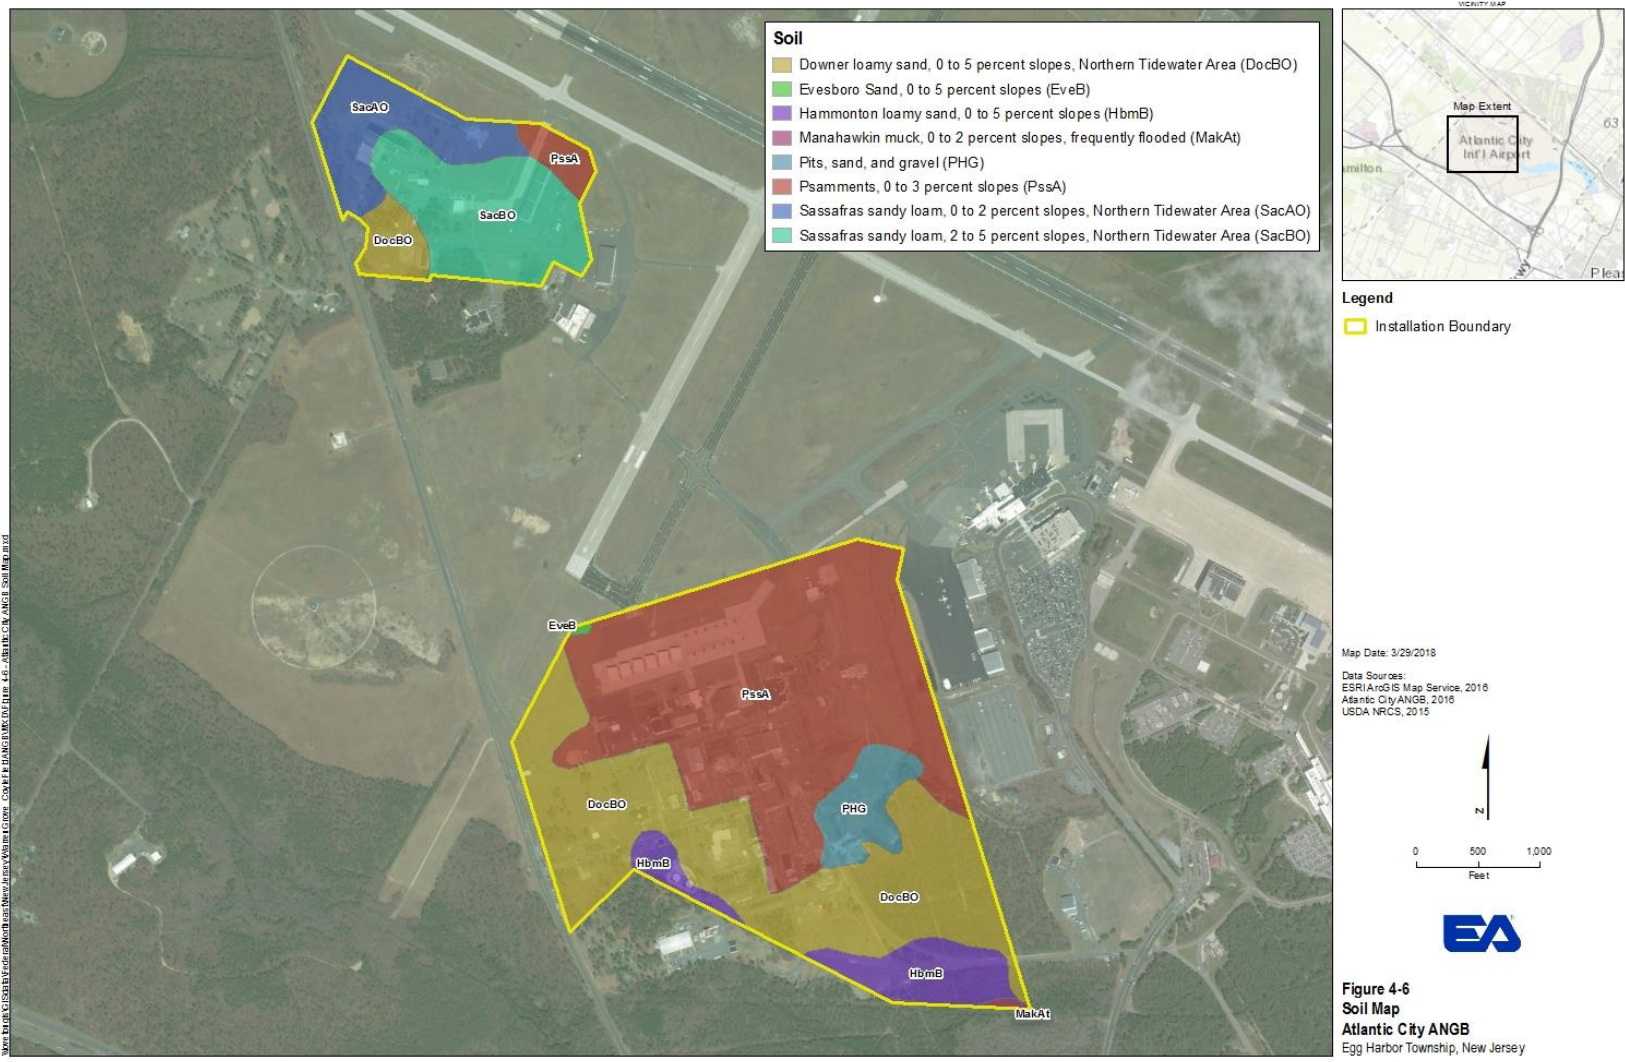 VICINITY MAP
Soil
Downer loamy sand, 0 to 5 percent slopes, Northern Tidewater Area (DocBO)
Evesboro Sand, 0 to 5 percent slopes (EveB)
Hammonton loamy sand, 0 to 5 percent slopes (HbmB)
Manahawkin muck, 0 to 2 percent slopes, frequently flooded (MakAt)
Pits, sand, and gravel (PHG)
Psamments, 0 to 3 percent slopes (PssA)
Sassafras sandy loam, 0 to 2 percent slopes, Northern Tidewater Area (SacAO)
Sassafras sandy loam, 2 to 5 percent slopes, Northern Tidewater Area (SacBO)
SacAO
PssA
SacBO
DocBO
EveB
PssA
DocBO
PHG
HbmB
DocBO
HbmB
MakAt
Map Extent
63
Atlantic City
Int'l Airport
amilton
wy
Pleas
Legend
Installation Boundary
Map Date: 3/29/2018
Data Sources:
ESRI ArcGIS Map Service, 2016
Atlantic City ANGB, 2016
USDA NRCS, 2015
N
0 500 1,000
Feet
EA
Figure 4-6
Soil Map
Atlantic City ANGB
Egg Harbor Township, New Jersey